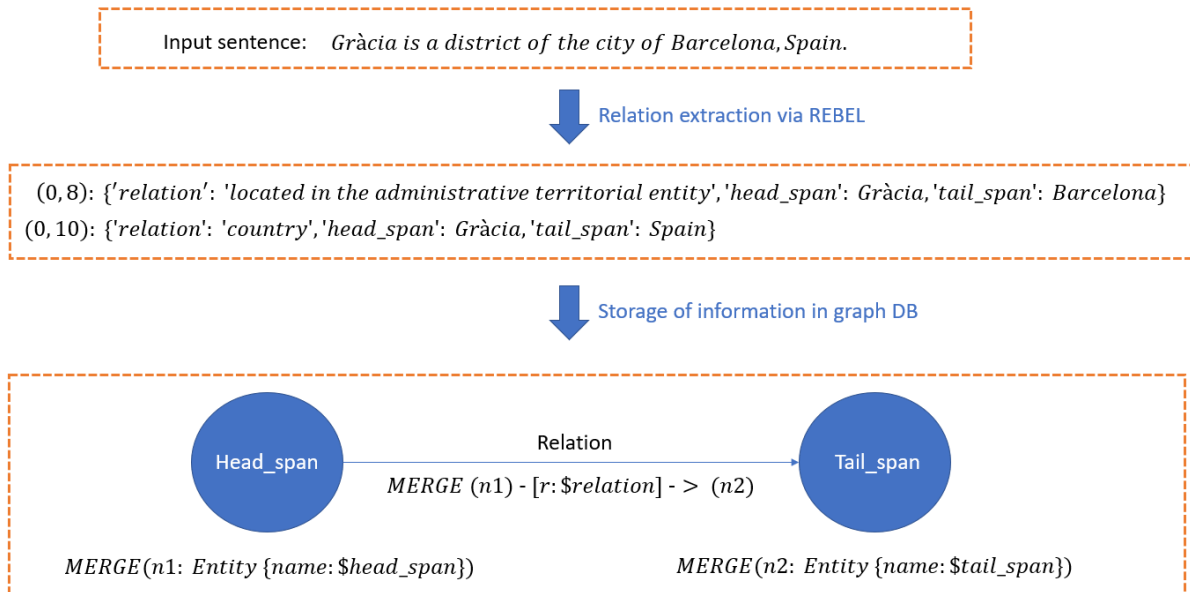 Input sentence: Gràcia is a district of the city of Barcelona, Spain.
Relation extraction via REBEL
(0, 8): {'relation': 'located in the administrative territorial entity', 'head_span': Gràcia, 'tail_span': Barcelona}
(0, 10): {'relation': 'country', 'head_span': Gràcia, 'tail_span': Spain}
Storage of information in graph DB
Relation
Head_span
Tail_span
MERGE (n1) - [r: $relation] - > (n2)
MERGE(n1: Entity {name: $head_span})
MERGE(n2: Entity {name: $tail_span})